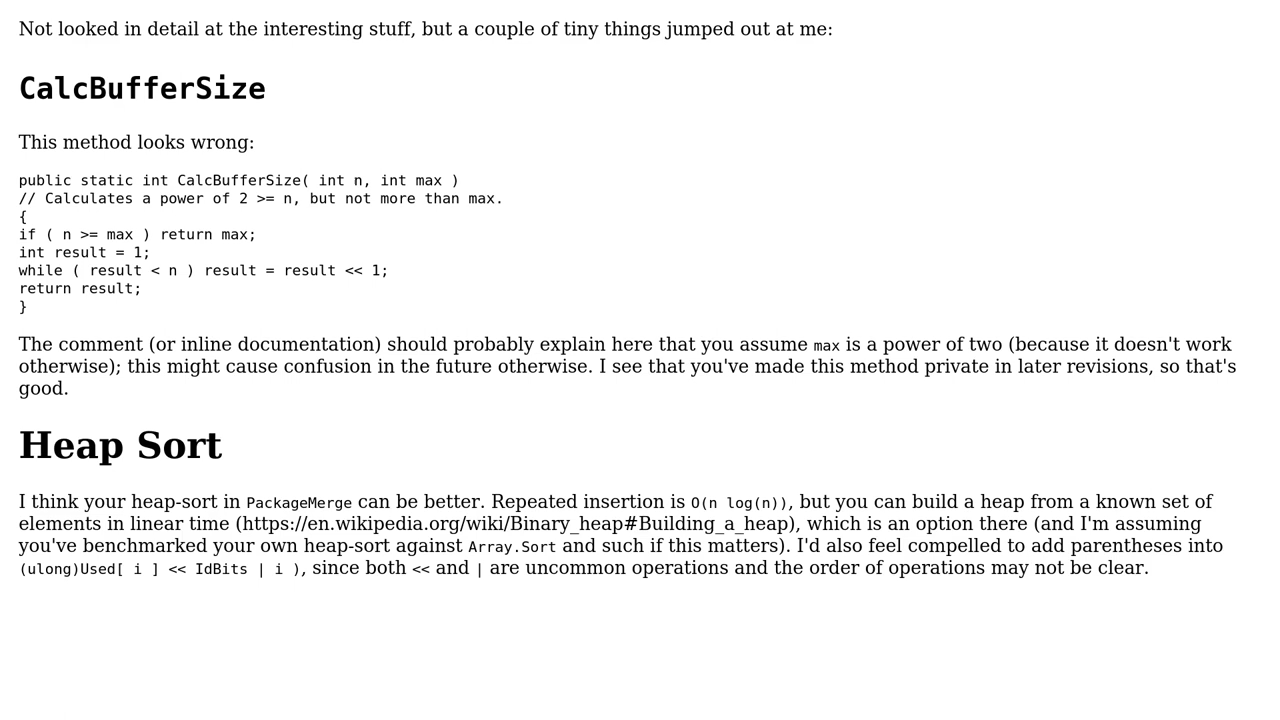 Not looked in detail at the interesting stuff, but a couple of tiny things jumped out at me:
CalcBufferSize
This method looks wrong:
public static int CalcBufferSize( int n, int max )
// Calculates a power of 2 >= n, but not more than max.
{
if ( n >= max ) return max;
int result = 1;
while ( result < n ) result = result << 1;
return result;
}
The comment (or inline documentation) should probably explain here that you assume max is a power of two (because it doesn't work
otherwise); this might cause confusion in the future otherwise. I see that you've made this method private in later revisions, so that's
good.
Heap Sort
I think your heap-sort in PackageMerge can be better. Repeated insertion is O(n log(n)), but you can build a heap from a known set of
elements in linear time (https://en.wikipedia.org/wiki/Binary_heap#Building_a_heap), which is an option there (and I'm assuming
you've benchmarked your own heap-sort against Array.Sort and such if this matters). I'd also feel compelled to add parentheses into
(ulong)Used[ i ] << IdBits | i ), since both << and | are uncommon operations and the order of operations may not be clear.